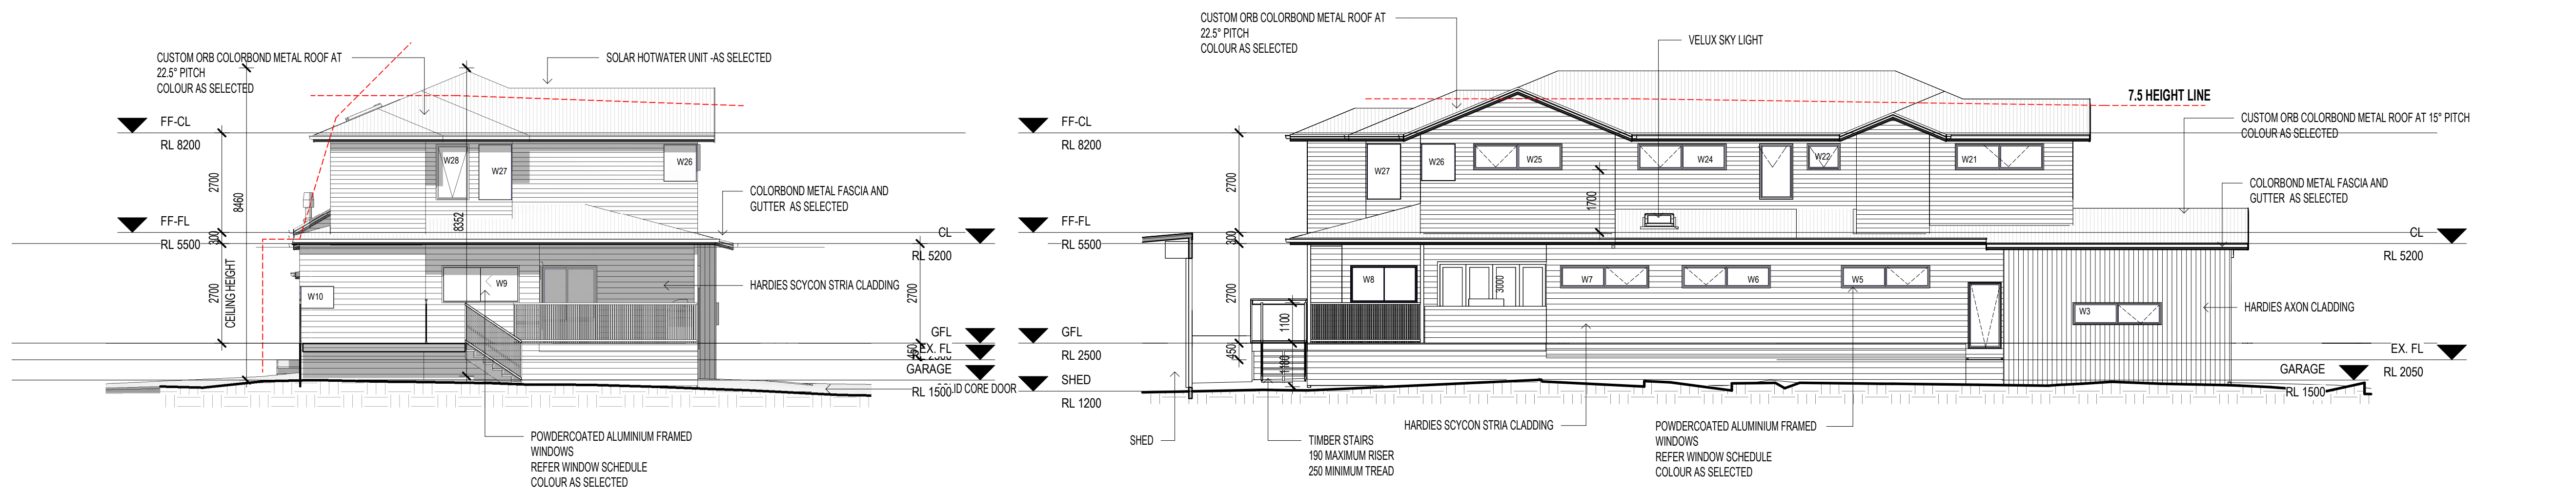 CUSTOM ORB COLORBOND METAL ROOF AT
22.5° PITCH
COLOUR AS SELECTED
SOLAR HOTWATER UNIT -AS SELECTED
FF-CL
RL 8200
FF-FL
RL 5500
2700
300
2700
CEILING HEIGHT
8460
8352
W28
W27
W26
W10
W9
COLORBOND METAL FASCIA AND
GUTTER AS SELECTED
HARDIES SCYCON STRIA CLADDING
CL
RL 5200
2700
450
GFL
EX. FL
GARAGE
RL 1500
CORE DOOR
POWDERCOATED ALUMINIUM FRAMED
WINDOWS
REFER WINDOW SCHEDULE
COLOUR AS SELECTED
CUSTOM ORB COLORBOND METAL ROOF AT
22.5° PITCH
COLOUR AS SELECTED
VELUX SKY LIGHT
7.5 HEIGHT LINE
CUSTOM ORB COLORBOND METAL ROOF AT 15° PITCH
COLOUR AS SELECTED
FF-CL
RL 8200
FF-FL
RL 5500
GFL
RL 2500
SHED
RL 1200
2700
300
2700
450
W27
W26
W25
W24
W22
W21
1700
W8
3000
W7
W6
W5
W3
1100
1180
COLORBOND METAL FASCIA AND
GUTTER AS SELECTED
CL
RL 5200
HARDIES AXON CLADDING
EX. FL
RL 2050
GARAGE
RL 1500
SHED
TIMBER STAIRS
190 MAXIMUM RISER
250 MINIMUM TREAD
HARDIES SCYCON STRIA CLADDING
POWDERCOATED ALUMINIUM FRAMED
WINDOWS
REFER WINDOW SCHEDULE
COLOUR AS SELECTED